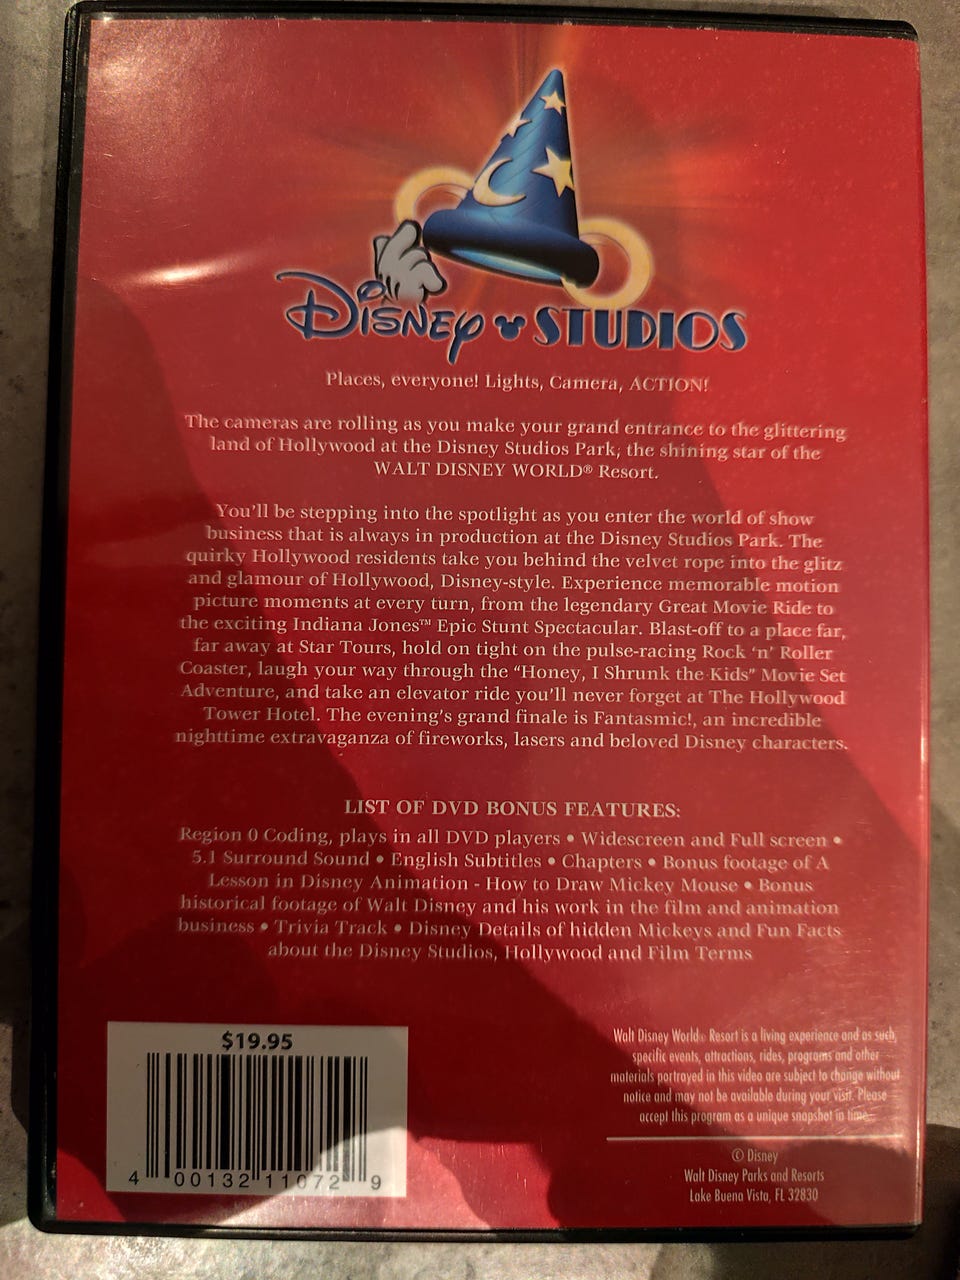 Disney STUDIOS
Places, everyone! Lights, Camera, ACTION!
The cameras are rolling as you make your grand entrance to the glittering
land of Hollywood at the Disney Studios Park, the shining star of the
WALT DISNEY WORLD® Resort.
You'll be stepping into the spotlight as you enter the world of show
business that is always in production at the Disney Studios Park. The
quirky Hollywood residents take you behind the velvet rope into the glitz
and glamour of Hollywood, Disney-style. Experience memorable motion
picture moments at every turn, from the legendary Great Movie Ride to
the exciting Indiana Jones™ Epic Stunt Spectacular. Blast-off to a place far,
far away at Star Tours, hold on tight on the pulse-racing Rock 'n' Roller
Coaster, laugh your way through the "Honey, I Shrunk the Kids" Movie Set
Adventure, and take an elevator ride you'll never forget at The Hollywood
Tower Hotel. The evening's grand finale is Fantasmic!, an incredible
nighttime extravaganza of fireworks, lasers and beloved Disney characters.
LIST OF DVD BONUS FEATURES:
Region 0 Coding, plays in all DVD players • Widescreen and Full screen •
5.1 Surround Sound • English Subtitles • Chapters • Bonus footage of A
Lesson in Disney Animation - How to Draw Mickey Mouse • Bonus
historical footage of Walt Disney and his work in the film and animation
business • Trivia Track • Disney Details of hidden Mickeys and Fun Facts
about the Disney Studios, Hollywood and Film Terms
$19.95
4 00132 11072 9
Walt Disney World® Resort is a living experience and as such,
specific events, attractions, rides, programs and other
materials portrayed in this video are subject to change without
notice and may not be available during your visit. Please
accept this program as a unique snapshot in time.
© Disney
Walt Disney Parks and Resorts
Lake Buena Vista, FL 32830